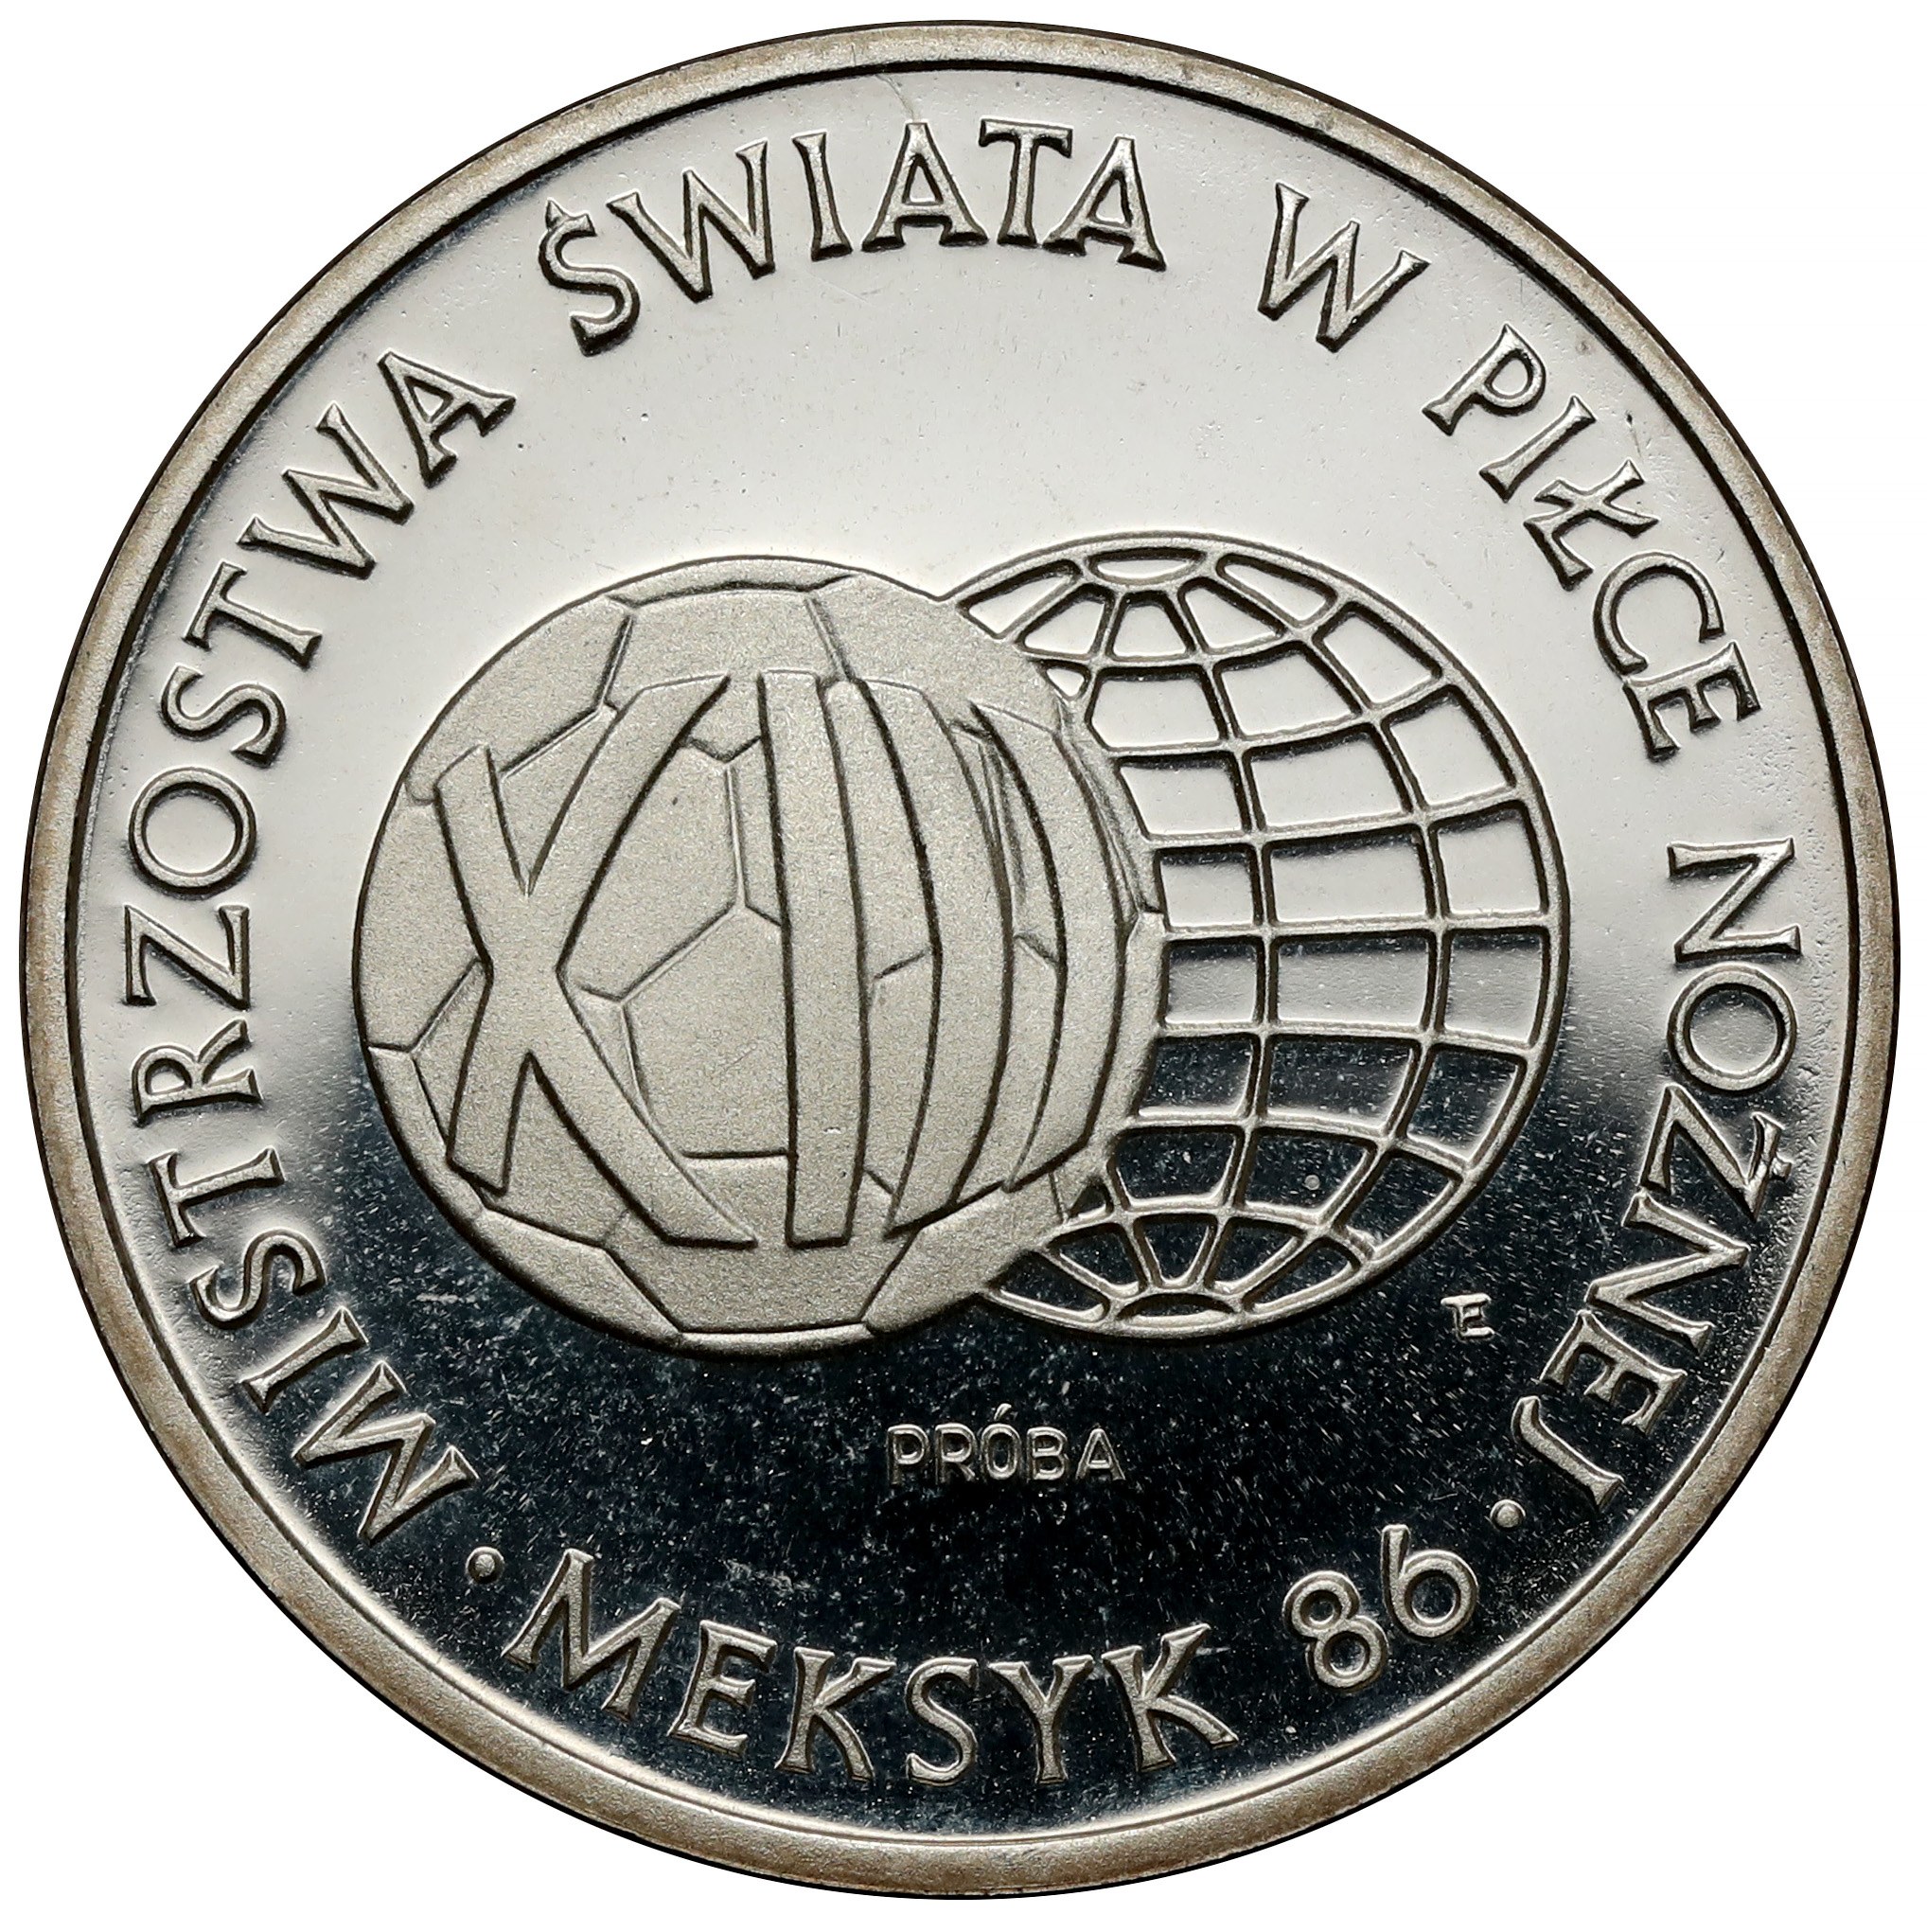 MISTRZOSTWA ŚWIATA W PIŁCE NOŻNEJ
XIII
E
PRÓBA
· MEKSYK 86 ·